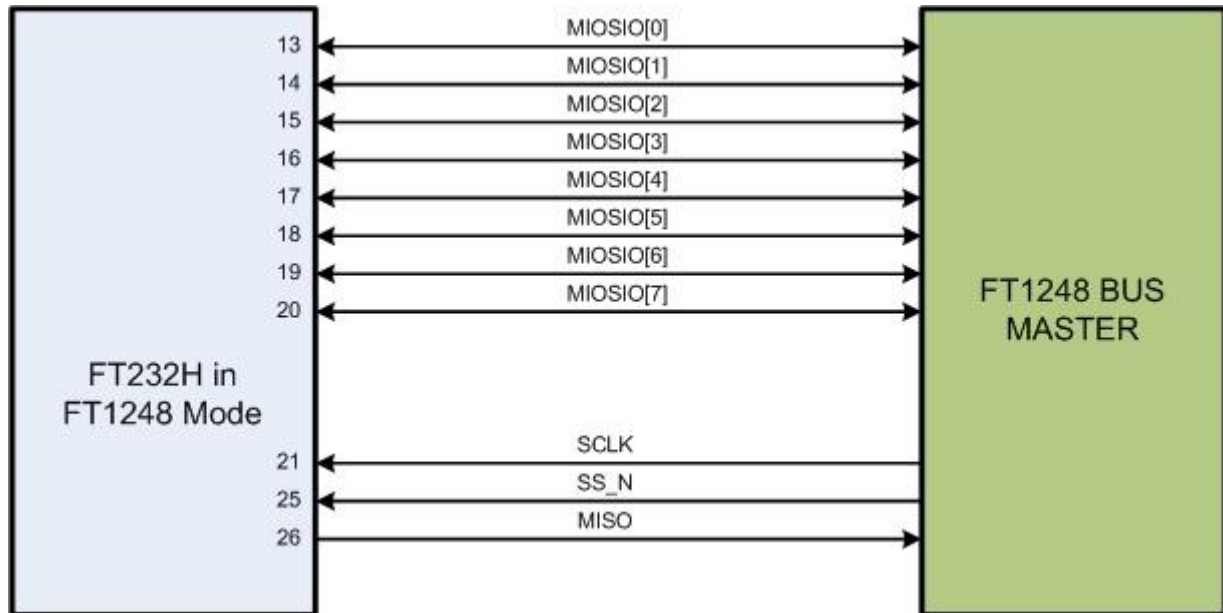 MIOSIO[0]
13
MIOSIO[1]
14
MIOSIO[2]
15
MIOSIO[3]
16
MIOSIO[4]
17
MIOSIO[5]
18
MIOSIO[6]
19
MIOSIO[7]
20
FT1248 BUS
MASTER
FT232H in
FT1248 Mode
SCLK
21
SS_N
25
MISO
26